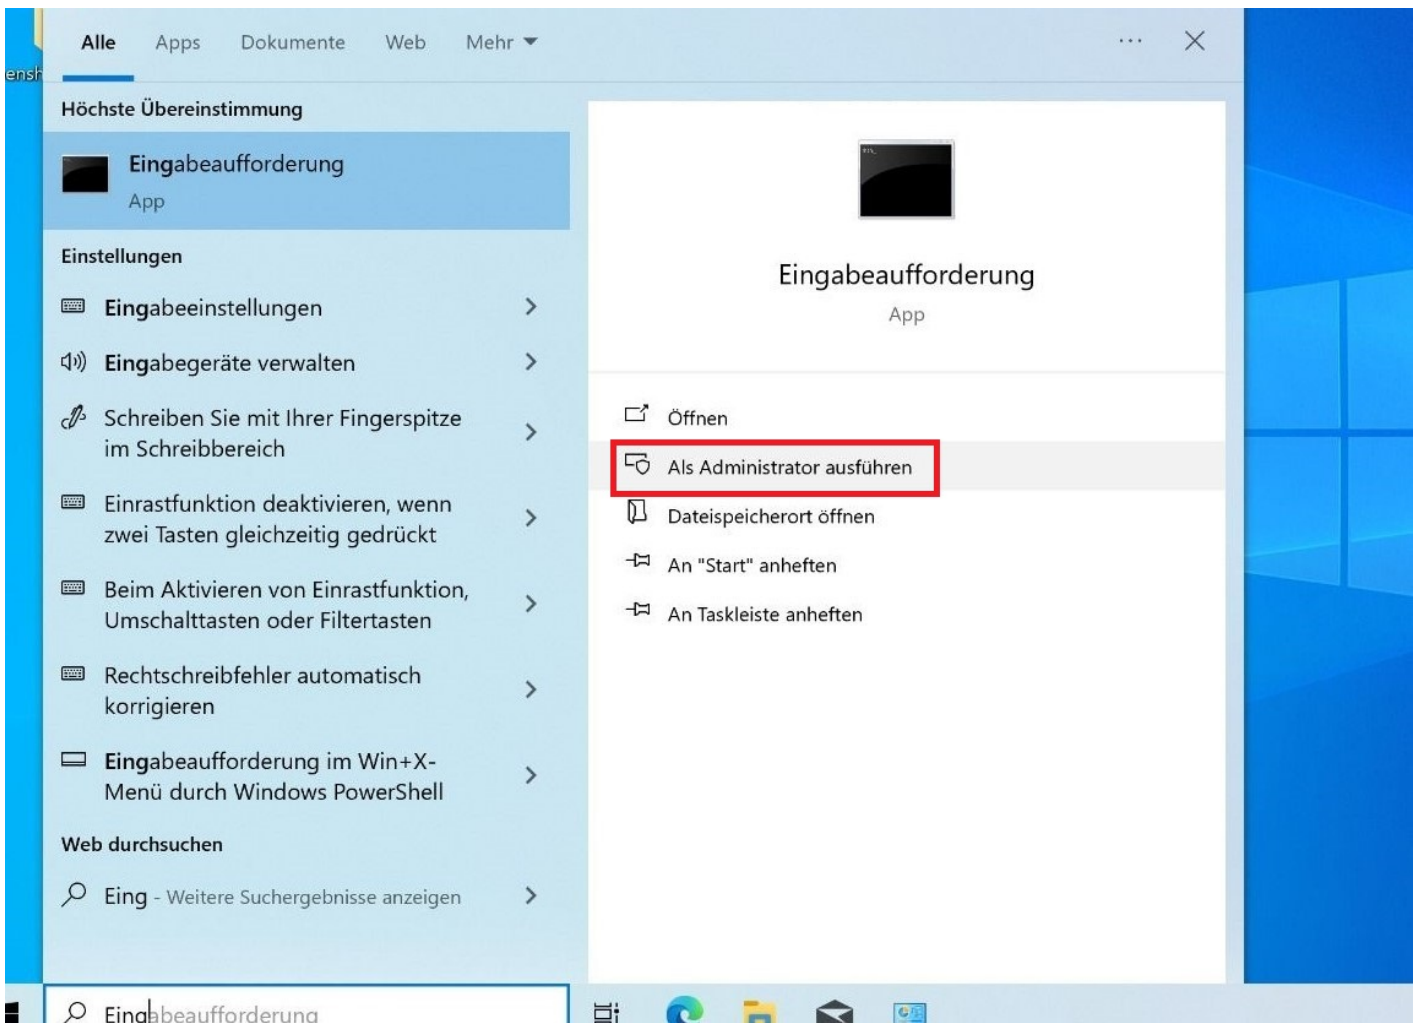 ensh
Alle Apps Dokumente Web Mehr
Höchste Übereinstimmung
Eingabeaufforderung
App
Einstellungen
Eingabeeinstellungen
Eingabegeräte verwalten
Schreiben Sie mit Ihrer Fingerspitze
im Schreibbereich
Einrastfunktion deaktivieren, wenn
zwei Tasten gleichzeitig gedrückt
Beim Aktivieren von Einrastfunktion,
Umschalttasten oder Filtertasten
Rechtschreibfehler automatisch
korrigieren
Eingabeaufforderung im Win+X-
Menü durch Windows PowerShell
Web durchsuchen
Eing - Weitere Suchergebnisse anzeigen
Eingabeaufforderung
Eingabeaufforderung
App
Öffnen
Als Administrator ausführen
Dateispeicherort öffnen
An "Start" anheften
An Taskleiste anheften